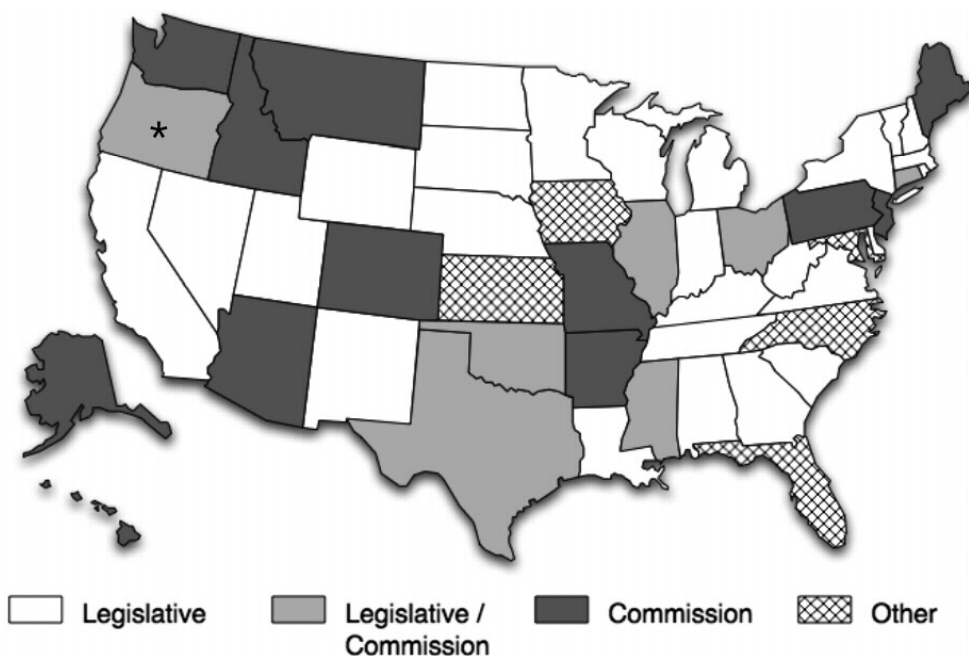 *
Legislative
Legislative /
Commission
Commission
Other